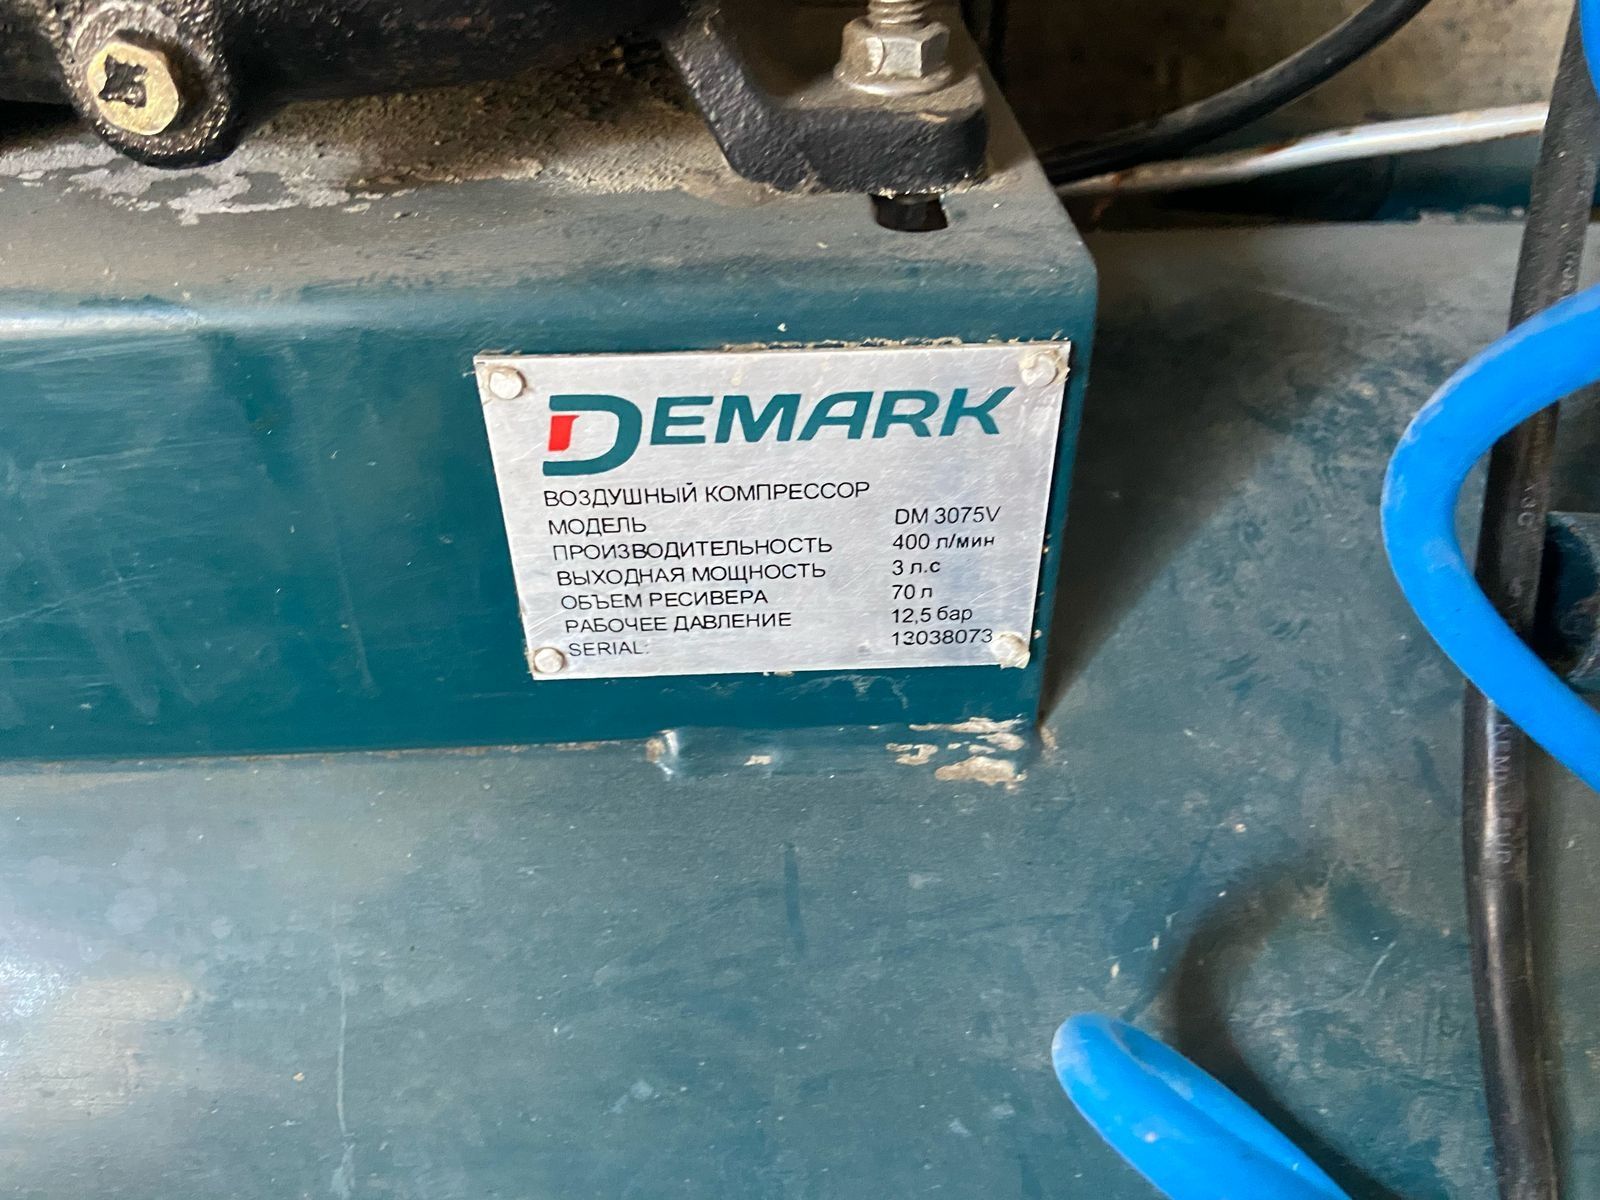 DEMARK
ВОЗДУШНЫЙ КОМПРЕССОР
МОДЕЛЬ DM 3075V
ПРОИЗВОДИТЕЛЬНОСТЬ 400 л/мин
ВЫХОДНАЯ МОЩНОСТЬ 3 л.с
ОБЪЕМ РЕСИВЕРА 70 л
РАБОЧЕЕ ДАВЛЕНИЕ 12,5 бар
SERIAL: 13038073